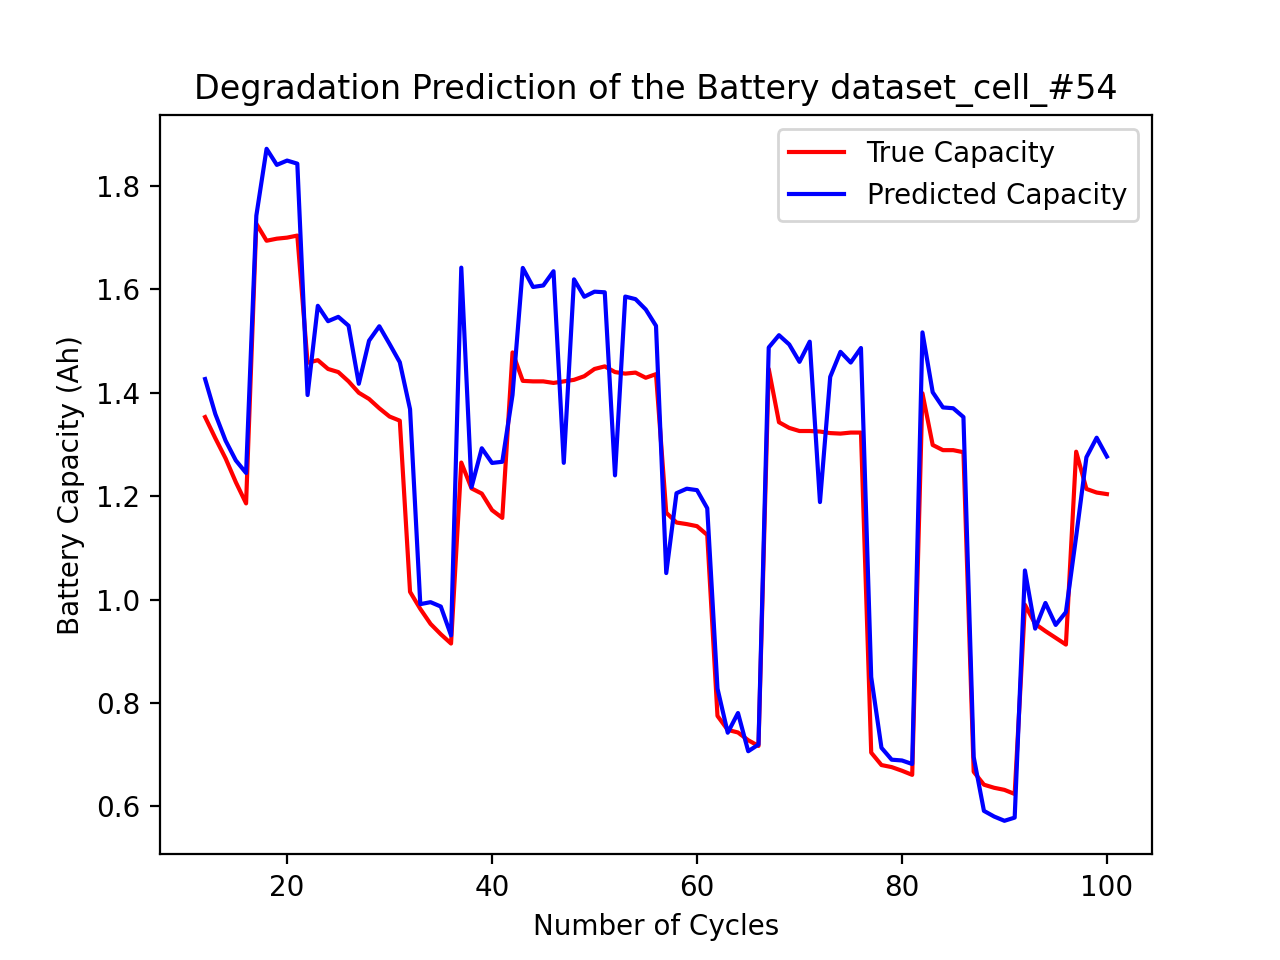 Degradation Prediction of the Battery dataset_cell_#54
True Capacity
Predicted Capacity
Battery Capacity (Ah)
1.8
1.6
1.4
1.2
1.0
0.8
0.6
20 40 60 80 100
Number of Cycles